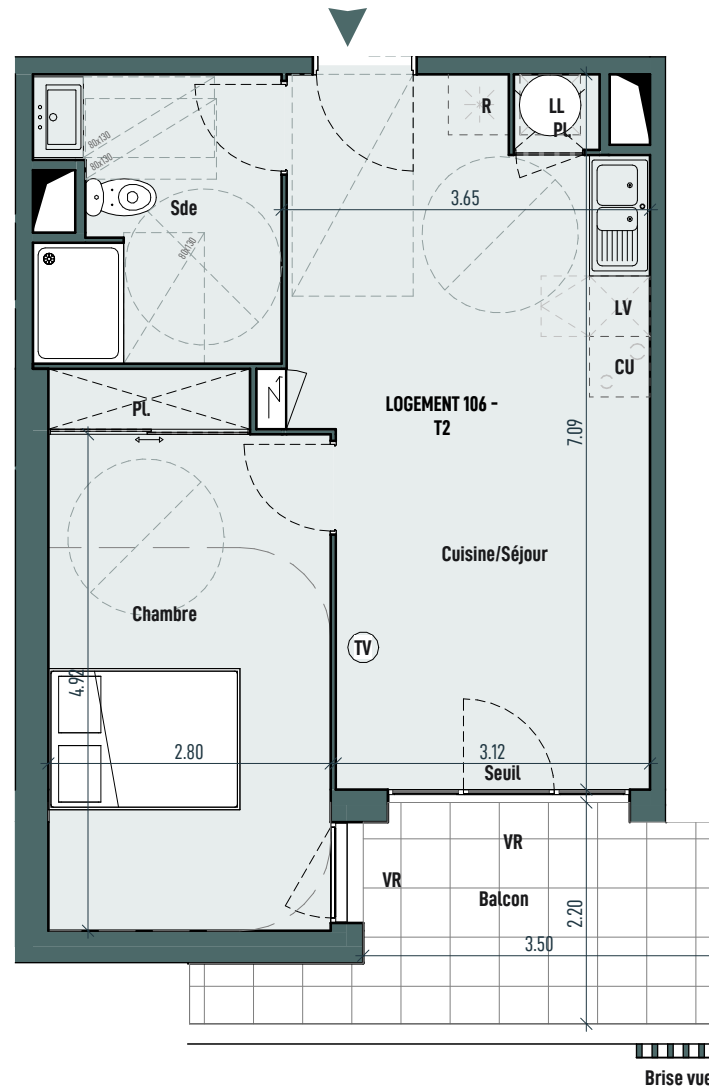 R
LL
PL
80x130
80x130
Sde
3.65
80x130
LV
CU
PL.
LOGEMENT 106 -
T2
7.09
Cuisine/Séjour
Chambre
TV
4.92
2.80
3.12
Seuil
VR
VR
Balcon
2.20
3.50
Brise vue